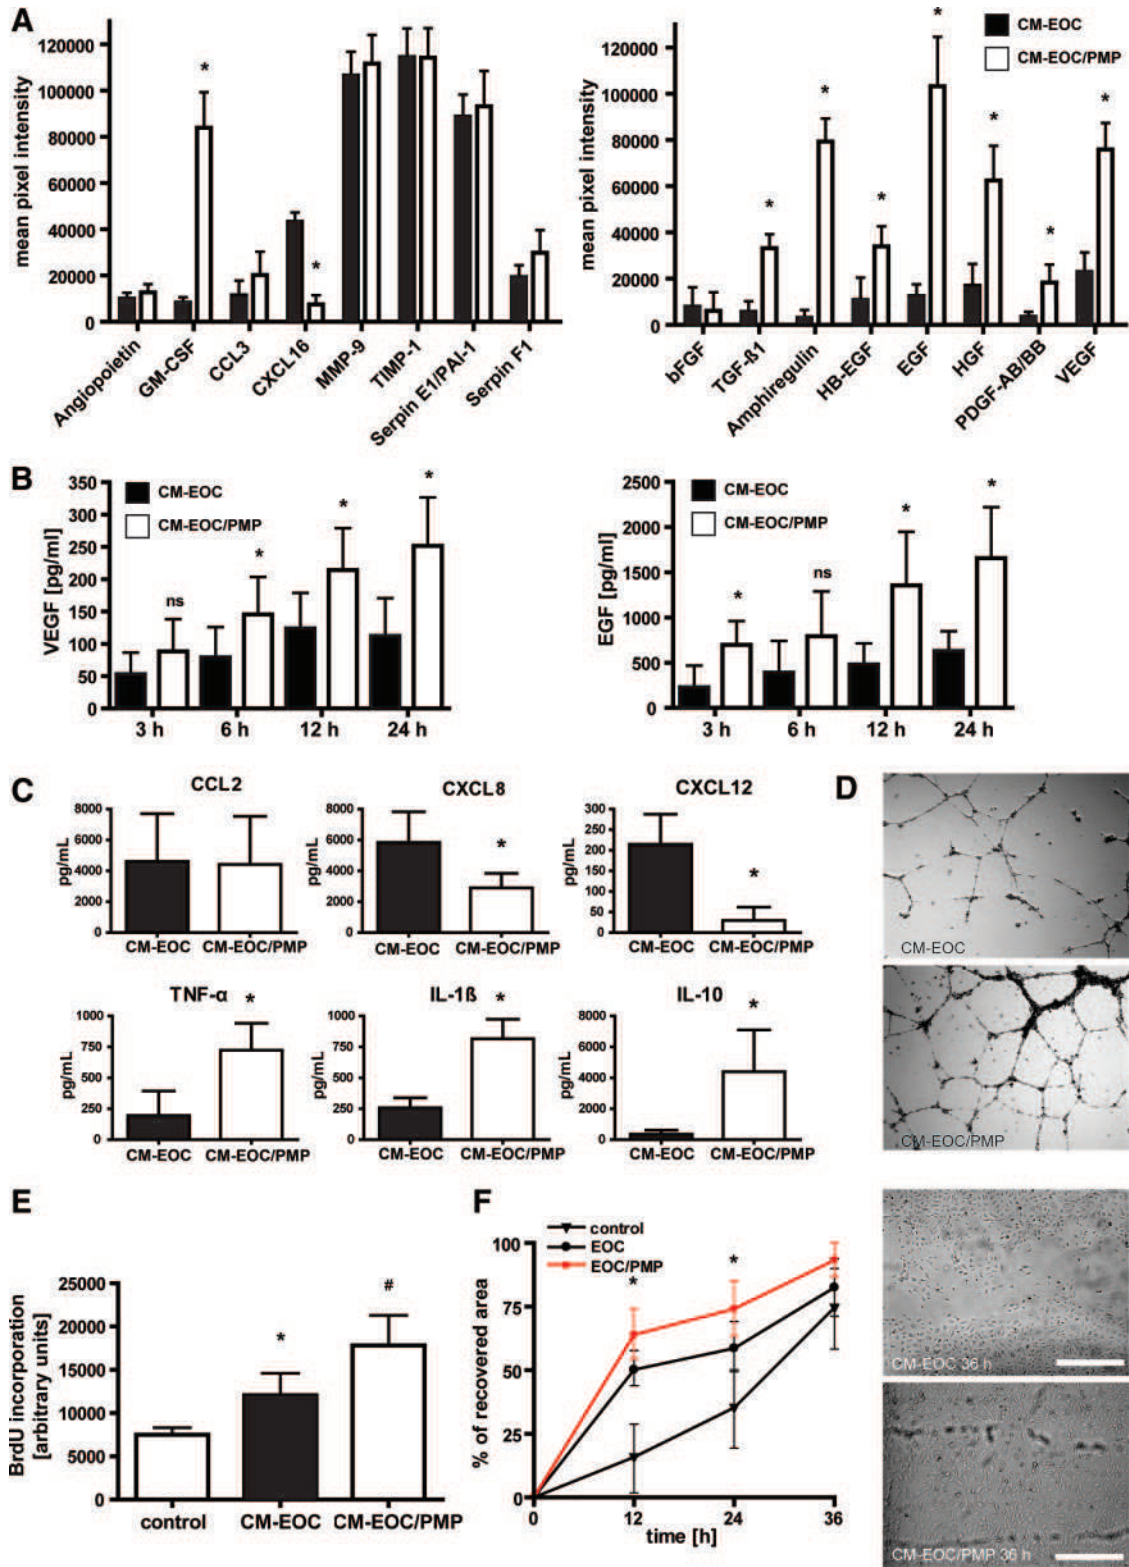 A
mean pixel intensity
120000
100000
80000
60000
40000
20000
0
*
*
Angiopoietin
GM-CSF
CCL3
CXCL16
MMP-9
TIMP-1
Serpin E1/PAI-1
Serpin F1
mean pixel intensity
120000
100000
80000
60000
40000
20000
0
CM-EOC
CM-EOC/PMP
*
*
*
*
*
*
*
bFGF
TGF-ß1
Amphiregulin
HB-EGF
EGF
HGF
PDGF-AB/BB
VEGF
B
VEGF [pg/ml]
350
300
250
200
150
100
50
0
CM-EOC
CM-EOC/PMP
ns
*
*
*
3 h
6 h
12 h
24 h
EGF [pg/ml]
2500
2000
1500
1000
500
0
CM-EOC
CM-EOC/PMP
*
ns
*
*
3 h
6 h
12 h
24 h
C
CCL2
pg/mL
8000
6000
4000
2000
0
CM-EOC
CM-EOC/PMP
CXCL8
pg/mL
8000
6000
4000
2000
0
*
CM-EOC
CM-EOC/PMP
CXCL12
pg/mL
300
250
200
150
100
50
0
*
CM-EOC
CM-EOC/PMP
TNF-α
pg/mL
1000
750
500
250
0
*
CM-EOC
CM-EOC/PMP
IL-1ß
pg/mL
1000
750
500
250
0
*
CM-EOC
CM-EOC/PMP
IL-10
pg/mL
8000
6000
4000
2000
0
*
CM-EOC
CM-EOC/PMP
D
CM-EOC
CM-EOC/PMP
E
BrdU incorporation
[arbitrary units]
25000
20000
15000
10000
5000
0
*
#
control
CM-EOC
CM-EOC/PMP
F
% of recovered area
100
75
50
25
0
control
EOC
EOC/PMP
*
*
0
12
24
36
time [h]
CM-EOC 36 h
CM-EOC/PMP 36 h